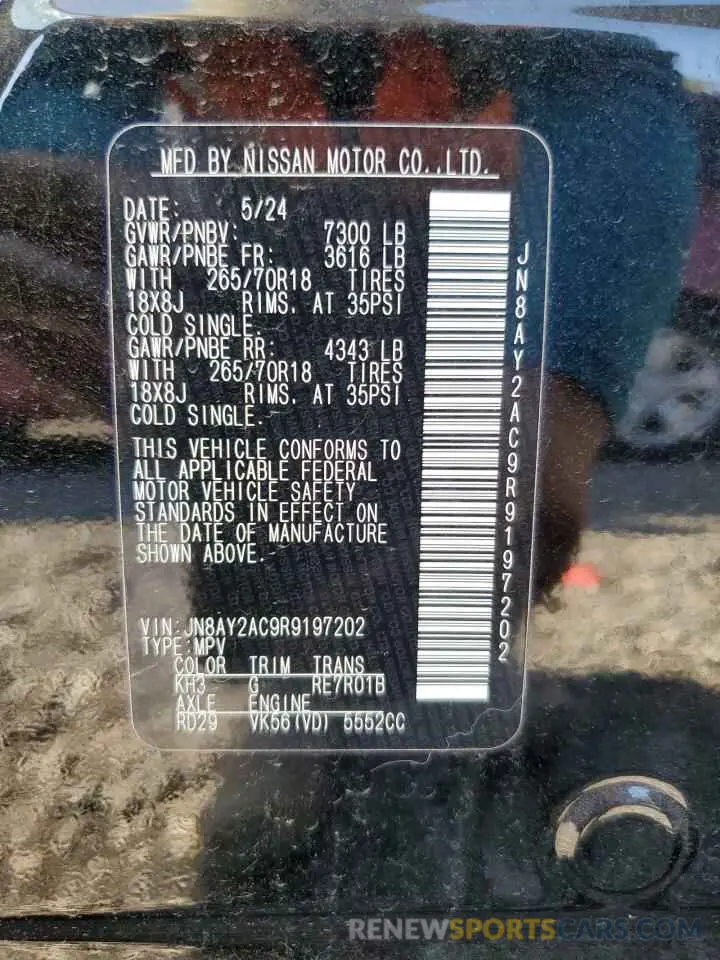 MFD BY NISSAN MOTOR CO.,LTD.
DATE: 5/24
GVWR/PNBV: 7300 LB
GAWR/PNBE FR: 3616 LB
WITH 265/70R18 TIRES
18X8J RIMS. AT 35PSI
COLD SINGLE.
GAWR/PNBE RR: 4343 LB
WITH 265/70R18 TIRES
18X8J RIMS. AT 35PSI
COLD SINGLE.
THIS VEHICLE CONFORMS TO
ALL APPLICABLE FEDERAL
MOTOR VEHICLE SAFETY
STANDARDS IN EFFECT ON
THE DATE OF MANUFACTURE
SHOWN ABOVE.
VIN:JN8AY2AC9R9197202
TYPE:MPV
COLOR TRIM TRANS
KH3 G RE7R01B
AXLE ENGINE
RD29 VK56(VD) 5552CC
JN8AY2AC9R9197202
RENEWSPORTSCARS.COM